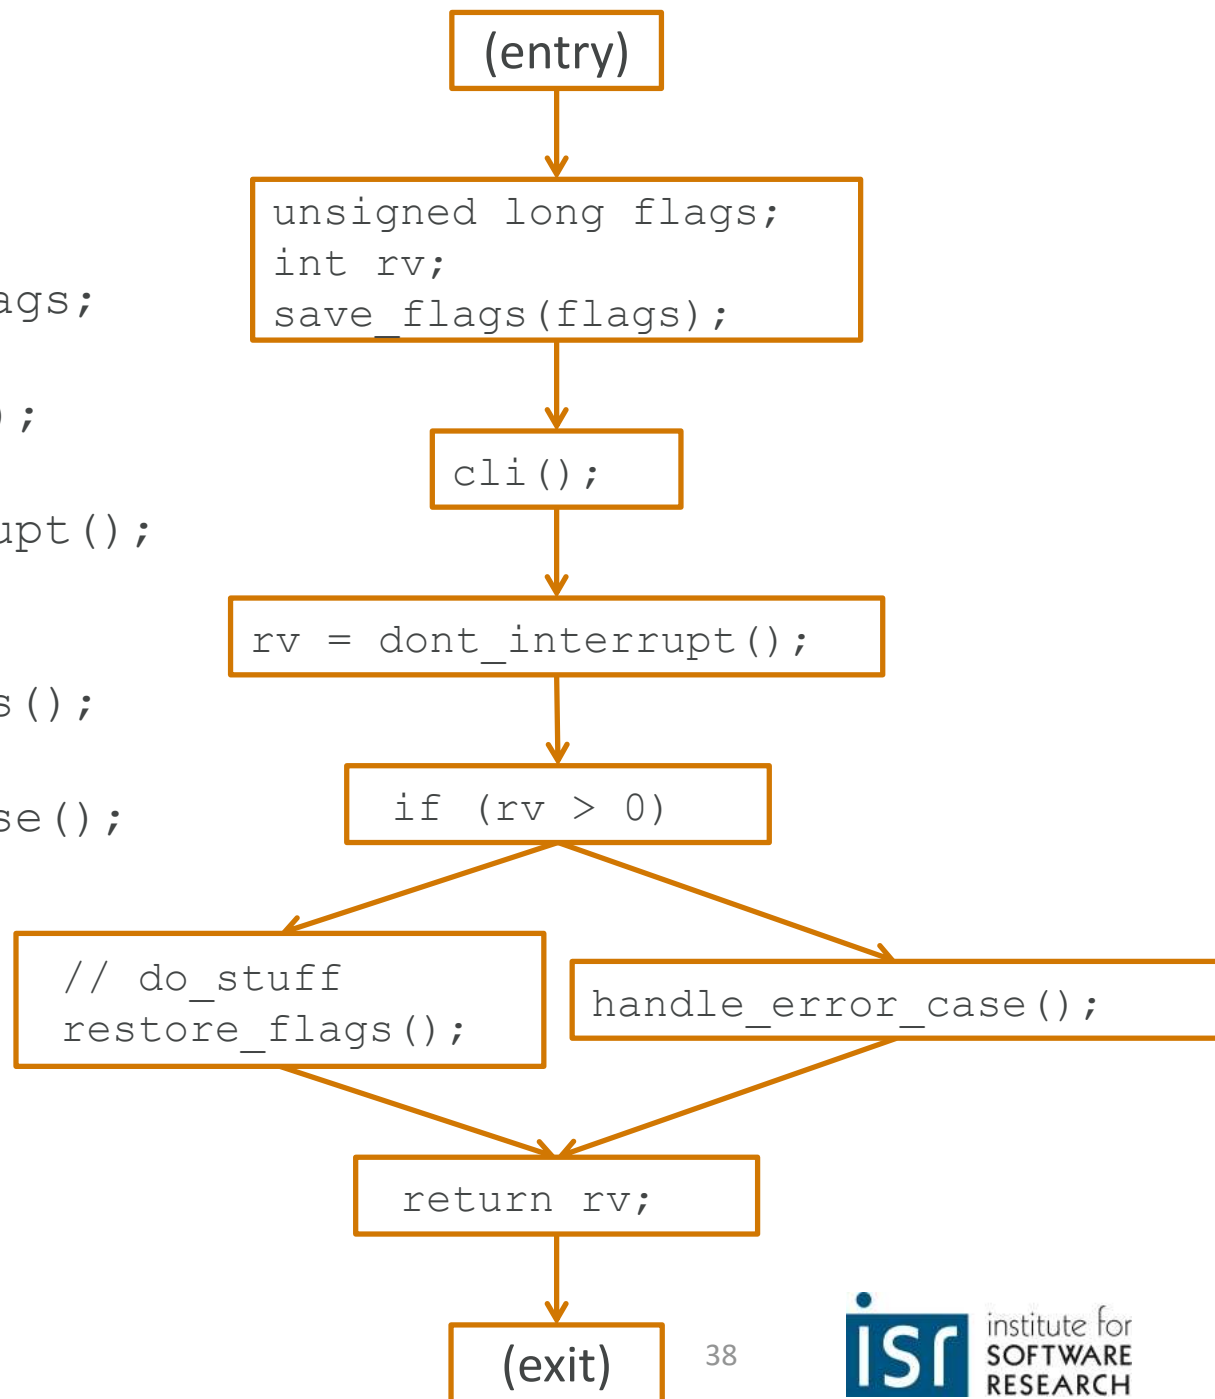 (entry)
unsigned long flags;
int rv;
save_flags(flags);
ags;
);
cli();
upt();
rv = dont_interrupt();
s();
if (rv > 0)
se();
// do_stuff
restore_flags();
handle_error_case();
return rv;
(exit)
38
isr
institute for
SOFTWARE
RESEARCH